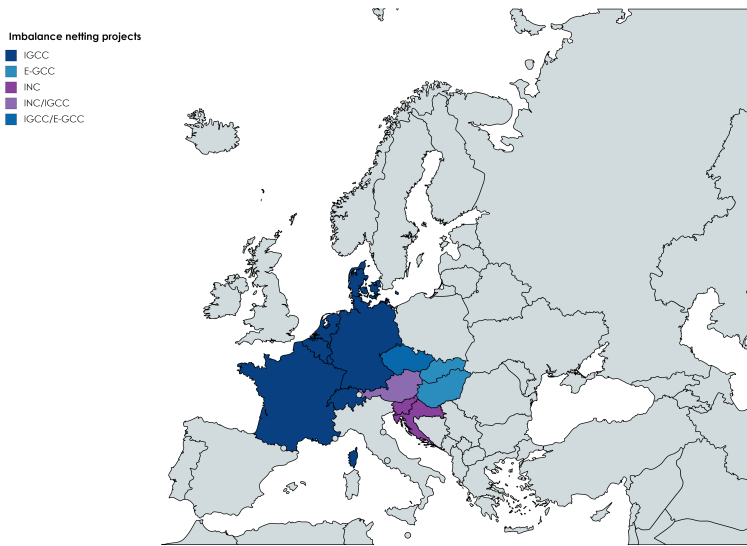 Imbalance netting projects
IGCC
E-GCC
INC
INC/IGCC
IGCC/E-GCC